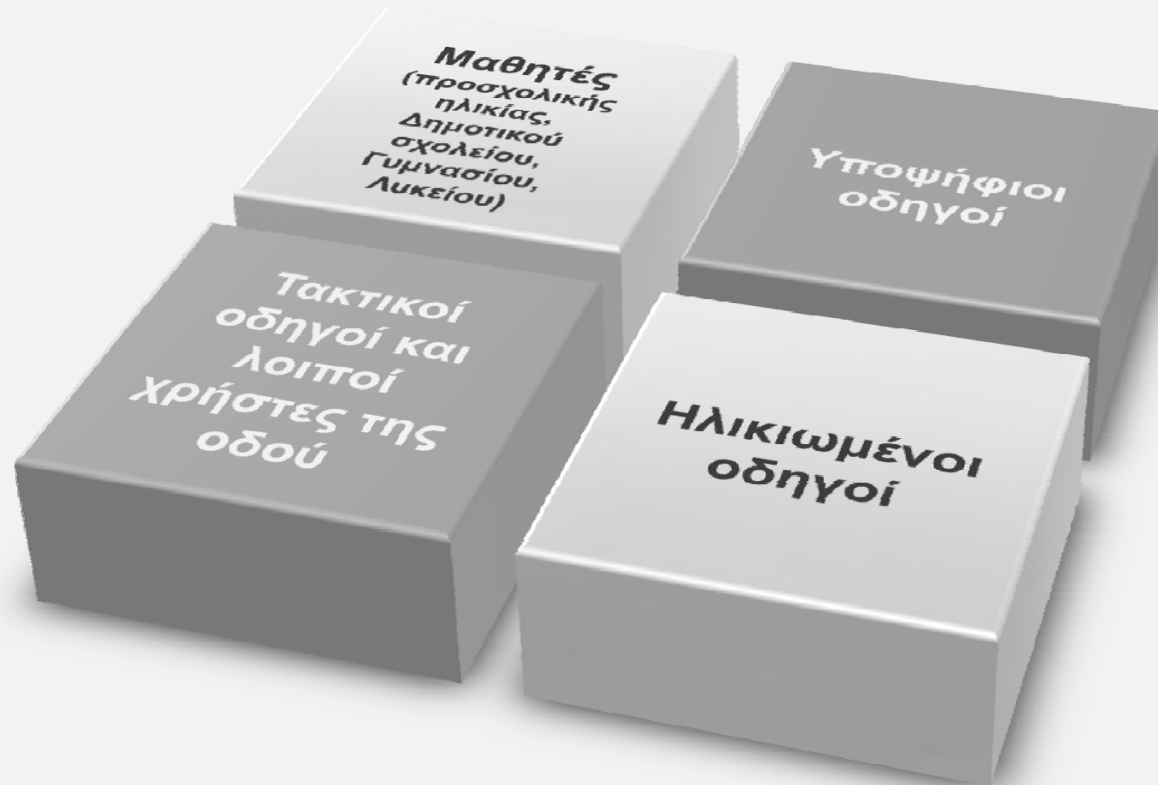 Μαθητές
(προσχολικής
ηλικίας,
Δημοτικού
σχολείου,
Γυμνασίου,
Λυκείου)
Υποψήφιοι
οδηγοί
Τακτικοί
οδηγοί και
λοιποί
χρήστες της
οδού
Ηλικιωμένοι
οδηγοί